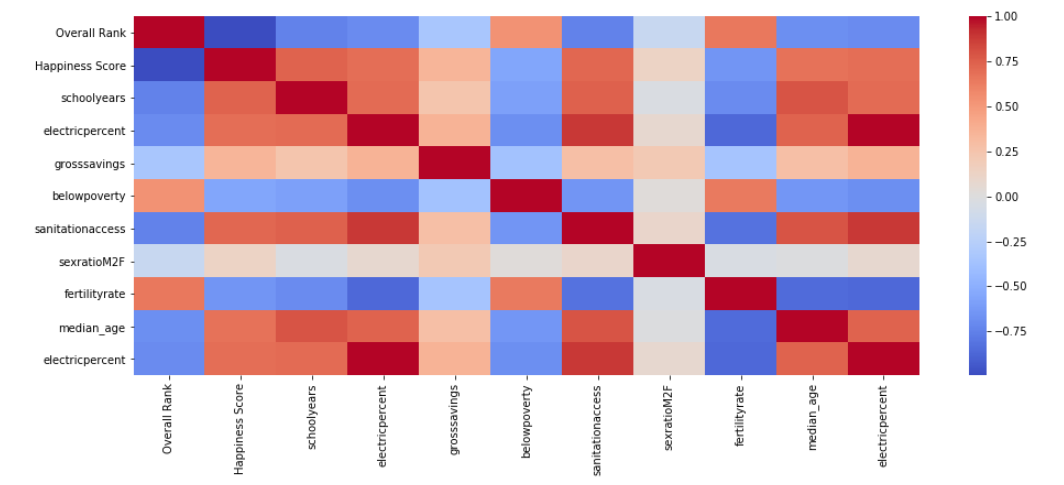 Overall Rank
Happiness Score
schoolyears
electricpercent
grosssavings
belowpoverty
sanitationaccess
sexratioM2F
fertilityrate
median_age
electricpercent
Overall Rank
Happiness Score
schoolyears
electricpercent
grosssavings
belowpoverty
sanitationaccess
sexratioM2F
fertilityrate
median_age
electricpercent
1.00
0.75
0.50
0.25
0.00
−0.25
−0.50
−0.75